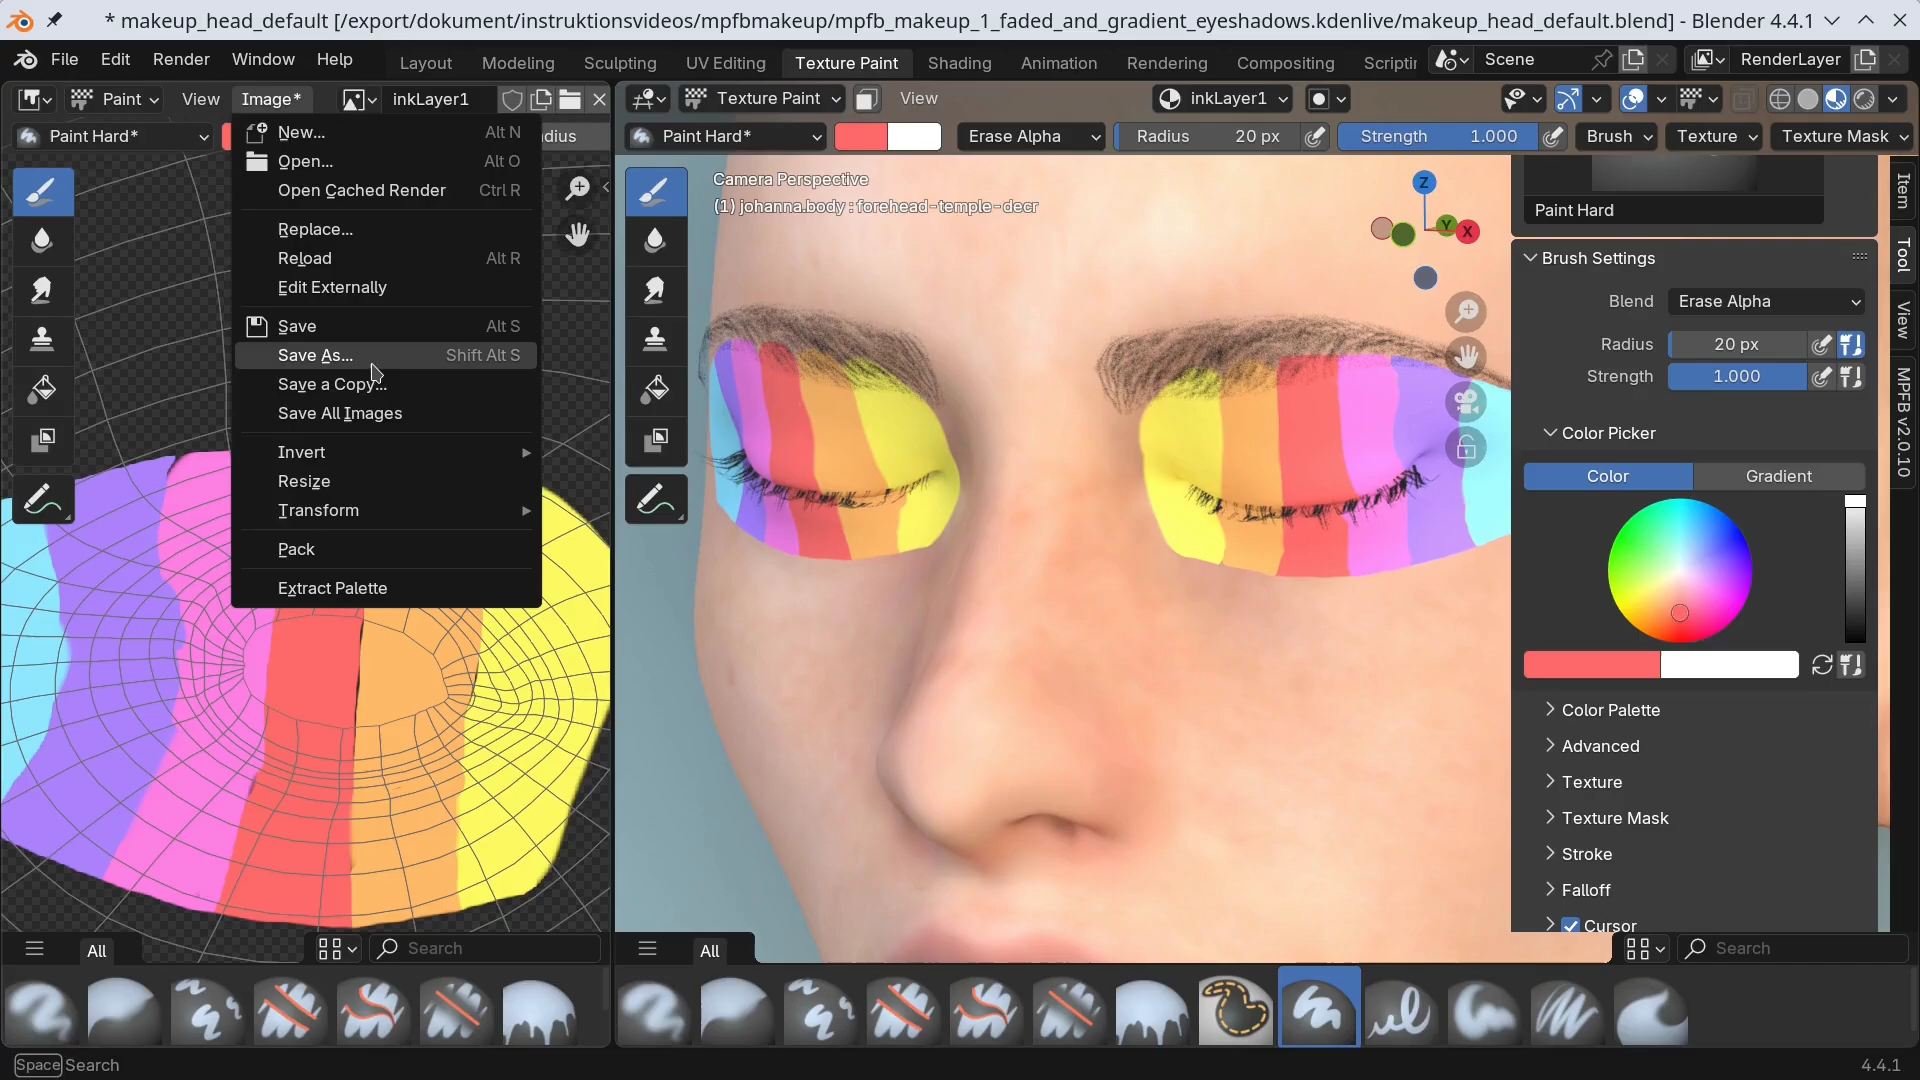 * makeup_head_default [/export/dokument/instruktionsvideos/mpfbmakeup/mpfb_makeup_1_faded_and_gradient_eyeshadows.kdenlive/makeup_head_default.blend] - Blender 4.4.1
File Edit Render Window Help
Layout Modeling Sculpting UV Editing Texture Paint Shading Animation Rendering Compositing Scriptin
Scene
RenderLayer
Paint View Image* inkLayer1
Texture Paint View inkLayer1
Paint Hard* dius
Paint Hard* Erase Alpha Radius 20 px Strength 1.000 Brush Texture Texture Mask
New... Alt N
Open... Alt O
Open Cached Render Ctrl R
Replace...
Reload Alt R
Edit Externally
Save Alt S
Save As... Shift Alt S
Save a Copy...
Save All Images
Invert
Resize
Transform
Pack
Extract Palette
Camera Perspective
(1) johanna.body : forehead-temple-decr
Z
Y
X
Paint Hard
Brush Settings
Blend Erase Alpha
Radius 20 px
Strength 1.000
Color Picker
Color Gradient
Color Palette
Advanced
Texture
Texture Mask
Stroke
Falloff
Cursor
Item
Tool
View
MPFB v2.0.10
All Search
All Search
Space Search
4.4.1